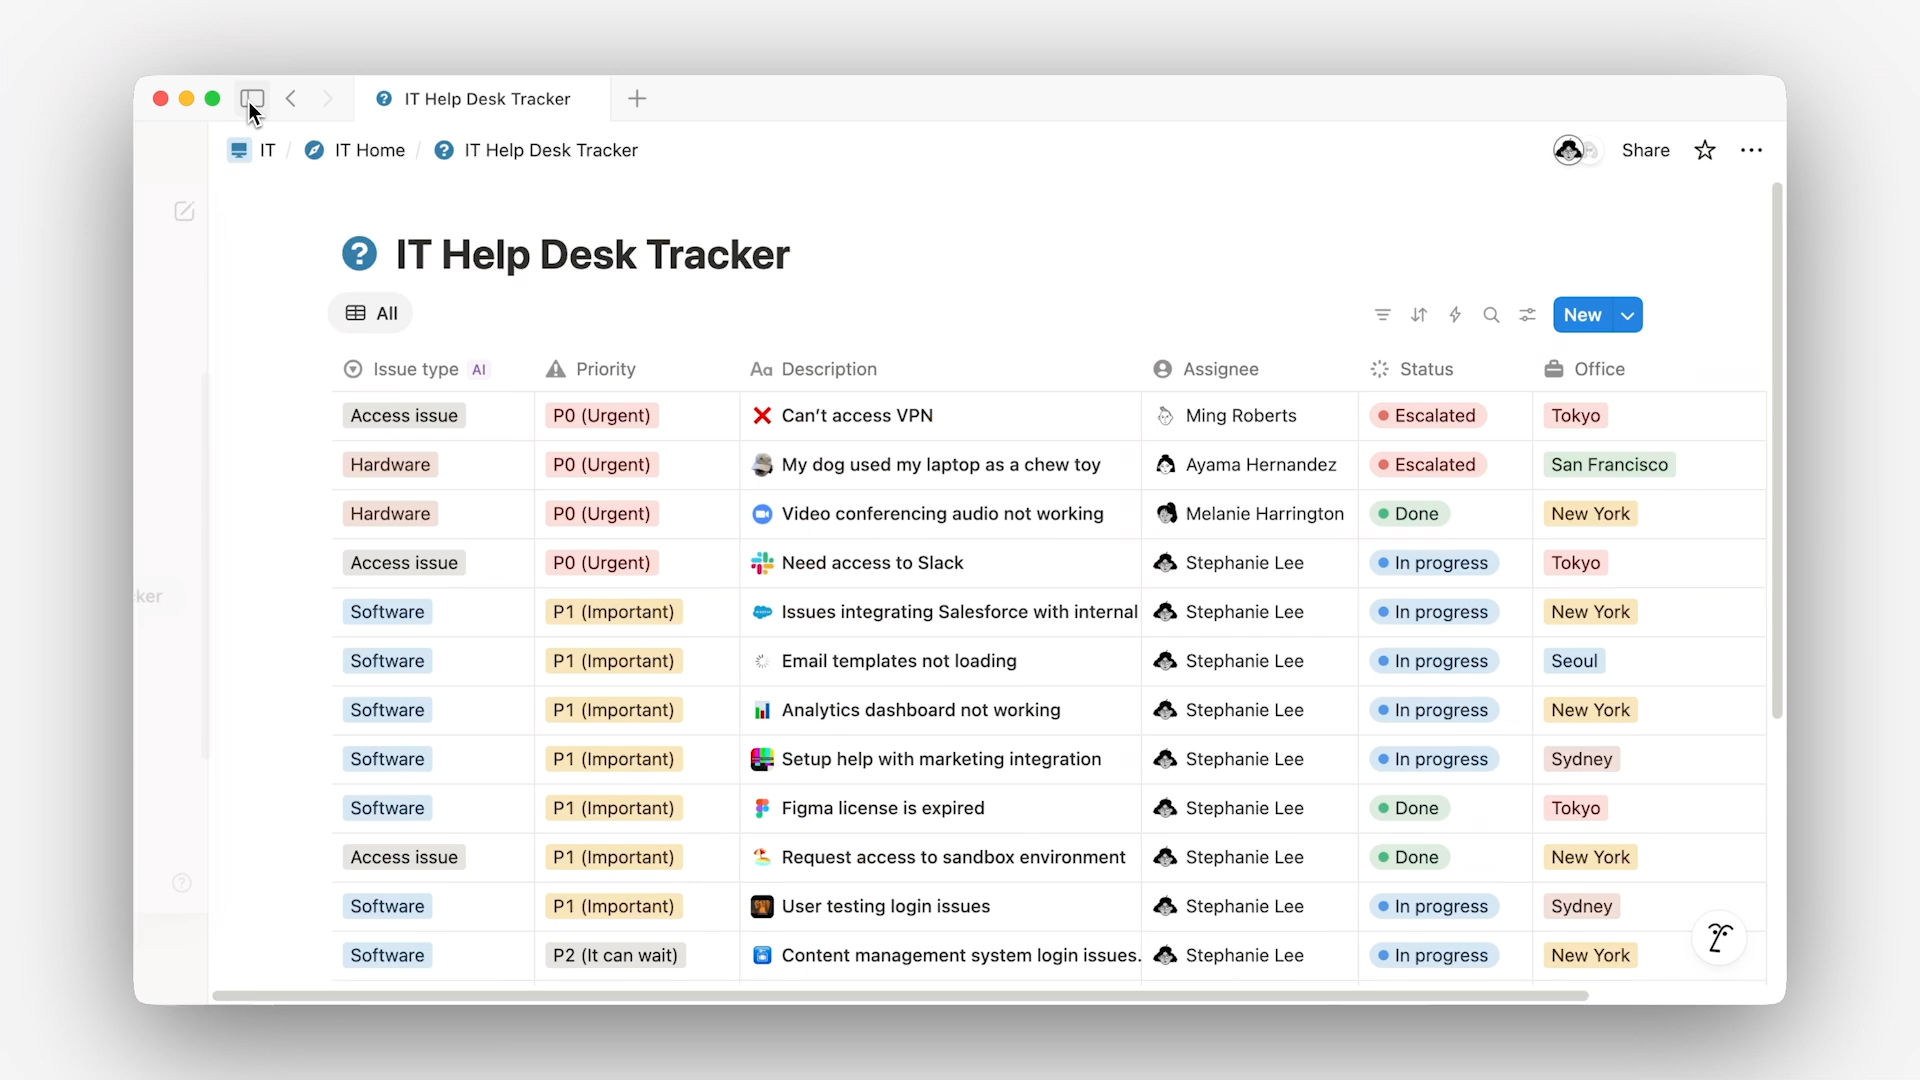 IT Help Desk Tracker
IT / IT Home / IT Help Desk Tracker
Share
IT Help Desk Tracker
All
New
Issue type AI Priority Aa Description Assignee Status Office
Access issue P0 (Urgent) Can't access VPN Ming Roberts Escalated Tokyo
Hardware P0 (Urgent) My dog used my laptop as a chew toy Ayama Hernandez Escalated San Francisco
Hardware P0 (Urgent) Video conferencing audio not working Melanie Harrington Done New York
Access issue P0 (Urgent) Need access to Slack Stephanie Lee In progress Tokyo
Software P1 (Important) Issues integrating Salesforce with internal Stephanie Lee In progress New York
cker
Software P1 (Important) Email templates not loading Stephanie Lee In progress Seoul
Software P1 (Important) Analytics dashboard not working Stephanie Lee In progress New York
Software P1 (Important) Setup help with marketing integration Stephanie Lee In progress Sydney
Software P1 (Important) Figma license is expired Stephanie Lee Done Tokyo
Access issue P1 (Important) Request access to sandbox environment Stephanie Lee Done New York
Software P1 (Important) User testing login issues Stephanie Lee In progress Sydney
Software P2 (It can wait) Content management system login issues. Stephanie Lee In progress New York